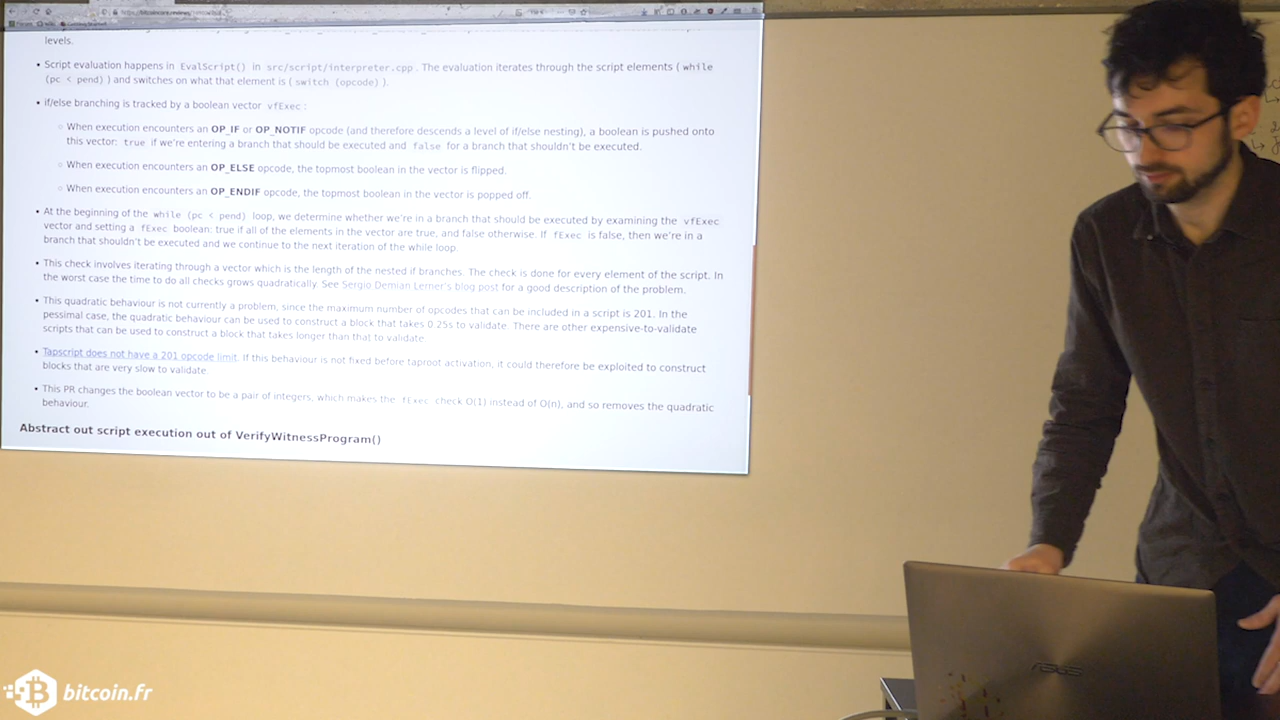 levels.
• Script evaluation happens in EvalScript() in src/script/interpreter.cpp. The evaluation iterates through the script elements ( while
(pc < pend) ) and switches on what that element is ( switch (opcode) ).
• if/else branching is tracked by a boolean vector vfExec :
◦ When execution encounters an OP_IF or OP_NOTIF opcode (and therefore descends a level of if/else nesting), a boolean is pushed onto
this vector: true if we're entering a branch that should be executed and false for a branch that shouldn't be executed.
◦ When execution encounters an OP_ELSE opcode, the topmost boolean in the vector is flipped.
◦ When execution encounters an OP_ENDIF opcode, the topmost boolean in the vector is popped off.
• At the beginning of the while (pc < pend) loop, we determine whether we're in a branch that should be executed by examining the vfExec
vector and setting a fExec boolean: true if all of the elements in the vector are true, and false otherwise. If fExec is false, then we're in a
branch that shouldn't be executed and we continue to the next iteration of the while loop.
• This check involves iterating through a vector which is the length of the nested if branches. The check is done for every element of the script. In
the worst case the time to do all checks grows quadratically. See Sergio Demian Lerner's blog post for a good description of the problem.
• This quadratic behaviour is not currently a problem, since the maximum number of opcodes that can be included in a script is 201. In the
pessimal case, the quadratic behaviour can be used to construct a block that takes 0.25s to validate. There are other expensive-to-validate
scripts that can be used to construct a block that takes longer than that to validate
• Tapscript does not have a 201 opcode limit. If this behaviour is not fixed before taproot activation, it could therefore be exploited to construct
blocks that are very slow to validate.
• This PR changes the boolean vector to be a pair of integers, which makes the fExec check O(1) instead of O(n), and so removes the quadratic
behaviour.
Abstract out script execution out of VerifyWitnessProgram()
ASUS
bitcoin.fr